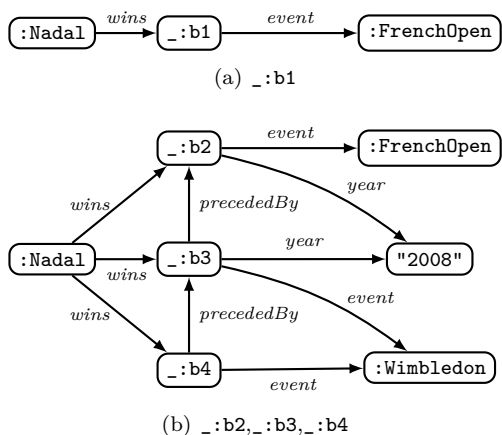 wins event
:Nadal _:b1 :FrenchOpen
(a) _:b1
event
_:b2 :FrenchOpen
year
wins precededBy
year
:Nadal _:b3 "2008"
wins
event
wins precededBy
_:b4 :Wimbledon
event
(b) _:b2,_:b3,_:b4